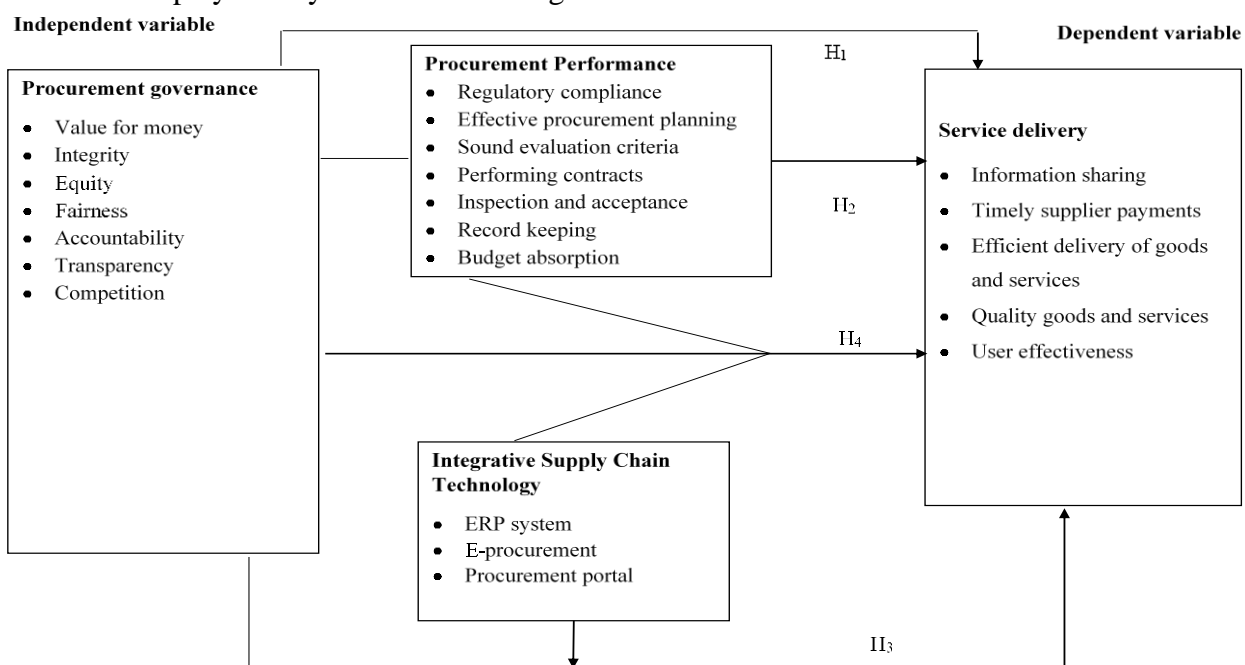 Independent variable
Dependent variable
H1
Procurement governance
Value for money
Integrity
Equity
Fairness
Accountability
Transparency
Competition
Procurement Performance
Regulatory compliance
Effective procurement planning
Sound evaluation criteria
Performing contracts
Inspection and acceptance
Record keeping
Budget absorption
H2
H4
Service delivery
Information sharing
Timely supplier payments
Efficient delivery of goods
and services
Quality goods and services
User effectiveness
Integrative Supply Chain
Technology
ERP system
E-procurement
Procurement portal
H3